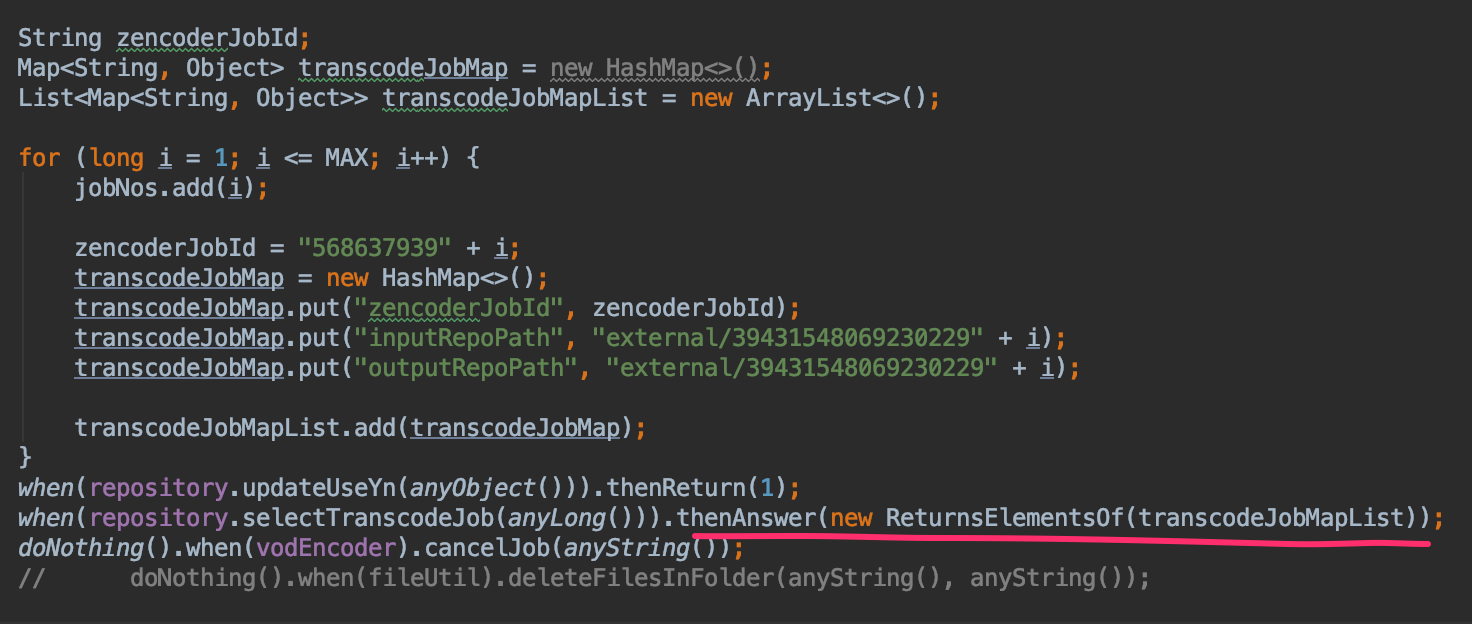 String zencoderJobId;
Map<String, Object> transcodeJobMap = new HashMap<>();
List<Map<String, Object>> transcodeJobMapList = new ArrayList<>();
for (long i = 1; i <= MAX; i++) {
jobNos.add(i);
zencoderJobId = "568637939" + i;
transcodeJobMap = new HashMap<>();
transcodeJobMap.put("zencoderJobId", zencoderJobId);
transcodeJobMap.put("inputRepoPath", "external/39431548069230229" + i);
transcodeJobMap.put("outputRepoPath", "external/39431548069230229" + i);
transcodeJobMapList.add(transcodeJobMap);
}
when(repository.updateUseYn(anyObject())).thenReturn(1);
when(repository.selectTranscodeJob(anyLong())).thenAnswer(new ReturnsElementsOf(transcodeJobMapList));
doNothing().when(vodEncoder).cancelJob(anyString());
// doNothing().when(fileUtil).deleteFilesInFolder(anyString(), anyString());